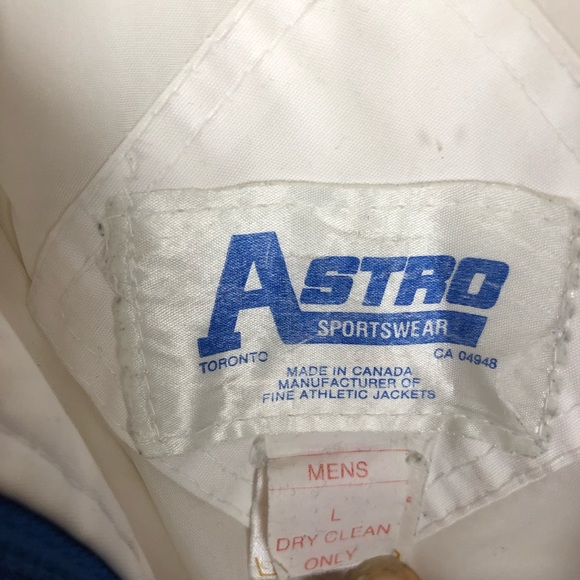 ASTRO
SPORTSWEAR
TORONTO CA 04948
MADE IN CANADA
MANUFACTURER OF
FINE ATHLETIC JACKETS
MENS
L
DRY CLEAN
ONLY
L